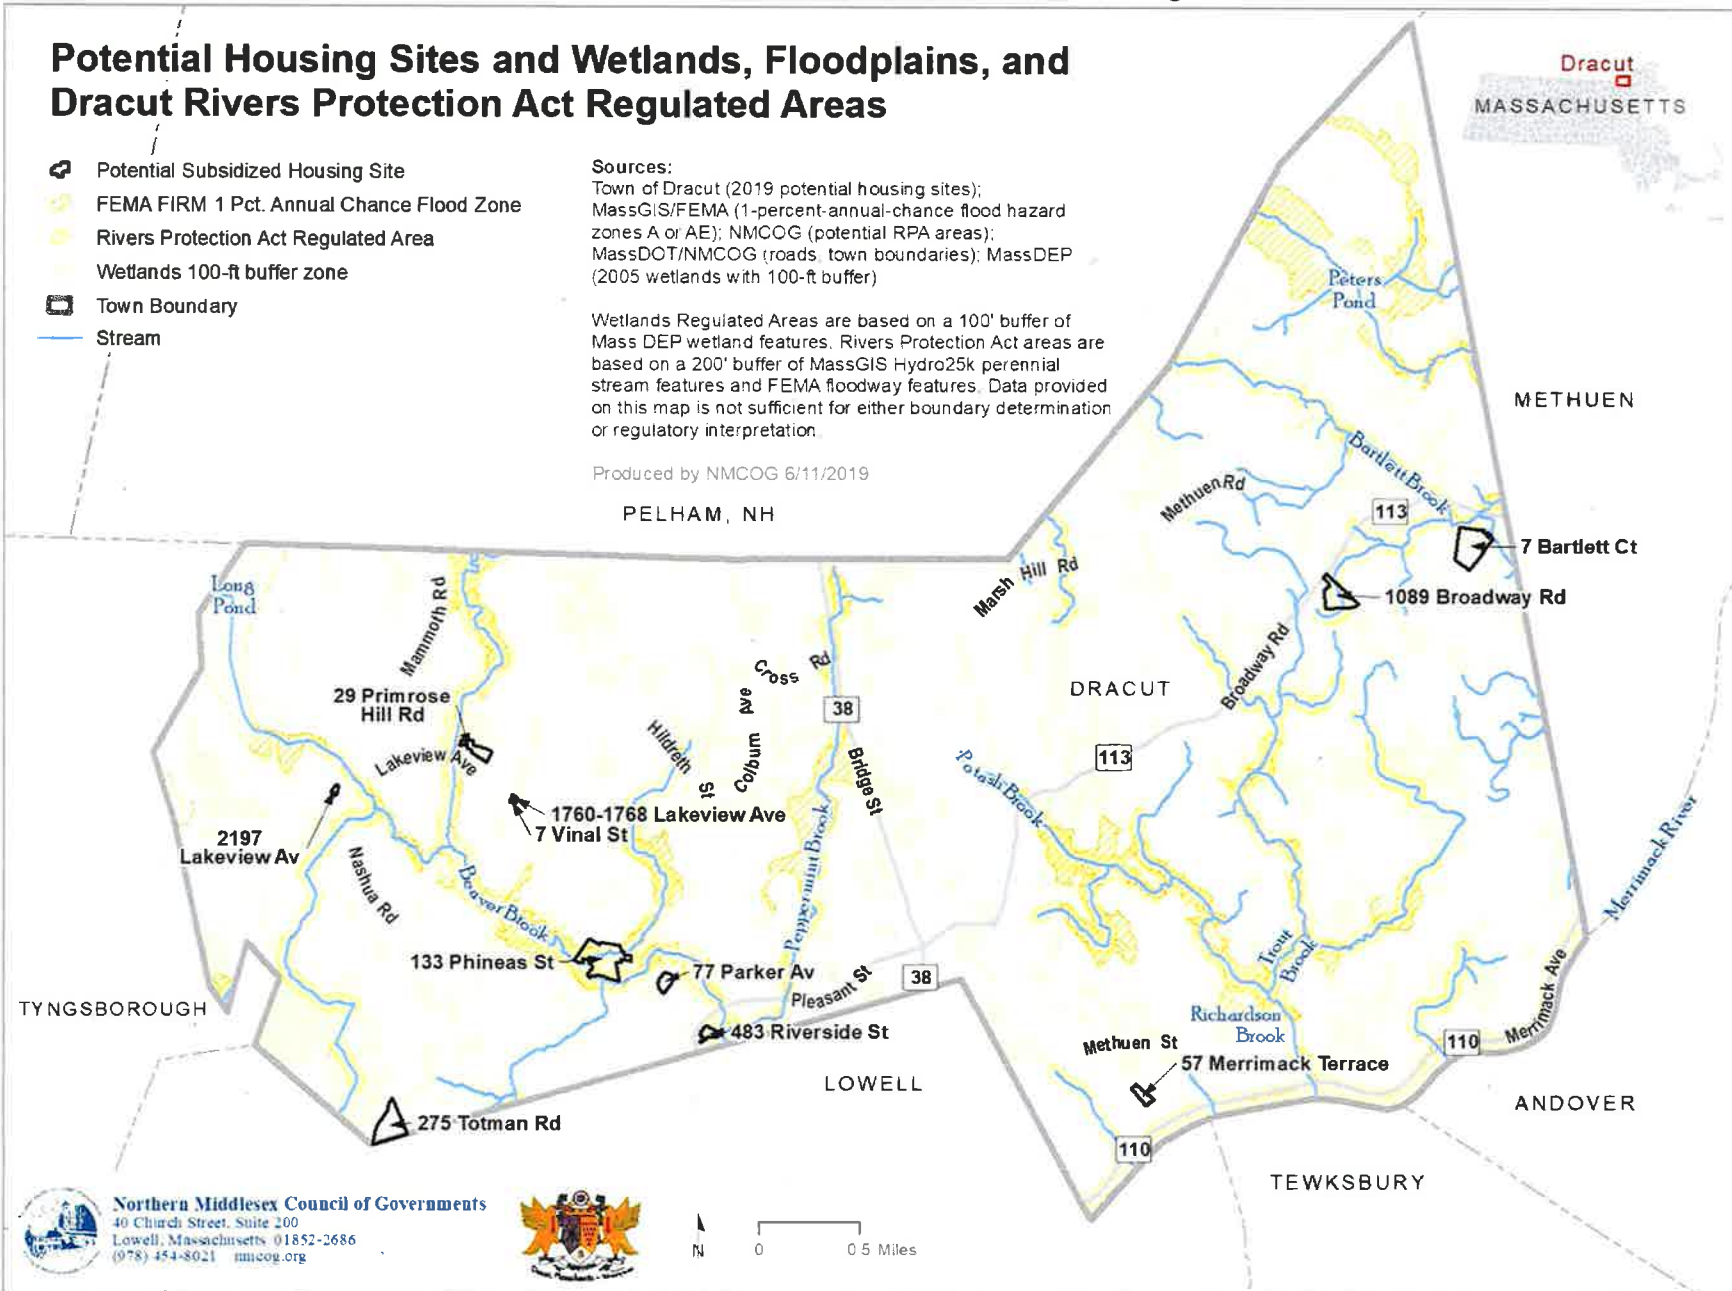 Potential Housing Sites and Wetlands, Floodplains, and
Dracut Rivers Protection Act Regulated Areas
Potential Subsidized Housing Site
FEMA FIRM 1 Pct. Annual Chance Flood Zone
Rivers Protection Act Regulated Area
Wetlands 100-ft buffer zone
Town Boundary
Stream
Sources:
Town of Dracut (2019 potential housing sites);
MassGIS/FEMA (1-percent-annual-chance flood hazard
zones A or AE); NMCOG (potential RPA areas);
MassDOT/NMCOG (roads, town boundaries); MassDEP
(2005 wetlands with 100-ft buffer)
Wetlands Regulated Areas are based on a 100' buffer of
Mass DEP wetland features. Rivers Protection Act areas are
based on a 200' buffer of MassGIS Hydro25k perennial
stream features and FEMA floodway features. Data provided
on this map is not sufficient for either boundary determination
or regulatory interpretation.
Produced by NMCOG 6/11/2019
Dracut
MASSACHUSETTS
PELHAM, NH
METHUEN
Peters
Pond
Bartlett Brook
Methuen Rd
113
7 Bartlett Ct
1089 Broadway Rd
Marsh Hill Rd
Broadway Rd
DRACUT
113
Long
Pond
Mammoth Rd
29 Primrose
Hill Rd
Lakeview Ave
Cross Rd
38
Hildreth St
Colburn Ave
Bridge St
1760-1768 Lakeview Ave
7 Vinal St
2197
Lakeview Av
Nashua Rd
Beaver Brook
Peppermint Brook
Potash Brook
Merrimack River
133 Phineas St
77 Parker Av
Pleasant St
38
483 Riverside St
Trout
Brook
Richardson
Brook
Merrimack Ave
110
TYNGSBOROUGH
LOWELL
Methuen St
57 Merrimack Terrace
ANDOVER
275 Totman Rd
110
TEWKSBURY
Northern Middlesex Council of Governments
40 Church Street, Suite 200
Lowell, Massachusetts 01852-2686
(978) 454-8021 nmcog.org
N
0 0.5 Miles